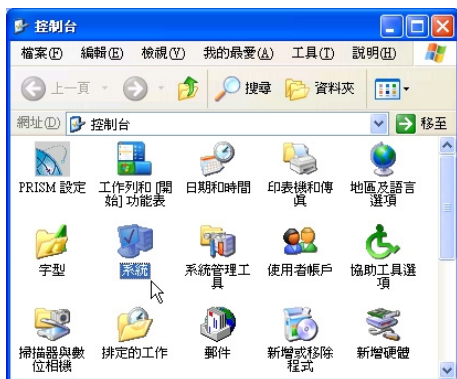 控制台
檔案(F) 編輯(E) 檢視(V) 我的最愛(A) 工具(T) 說明(H)
上一頁 搜尋 資料夾
網址(D) 控制台 移至
PRISM 設定 工作列和 [開 日期和時間 印表機和傳 地區及語言
始] 功能表 真 選項
字型 系統 系統管理工 使用者帳戶 協助工具選
具 項
掃描器與數 排定的工作 郵件 新增或移除 新增硬體
位相機 程式